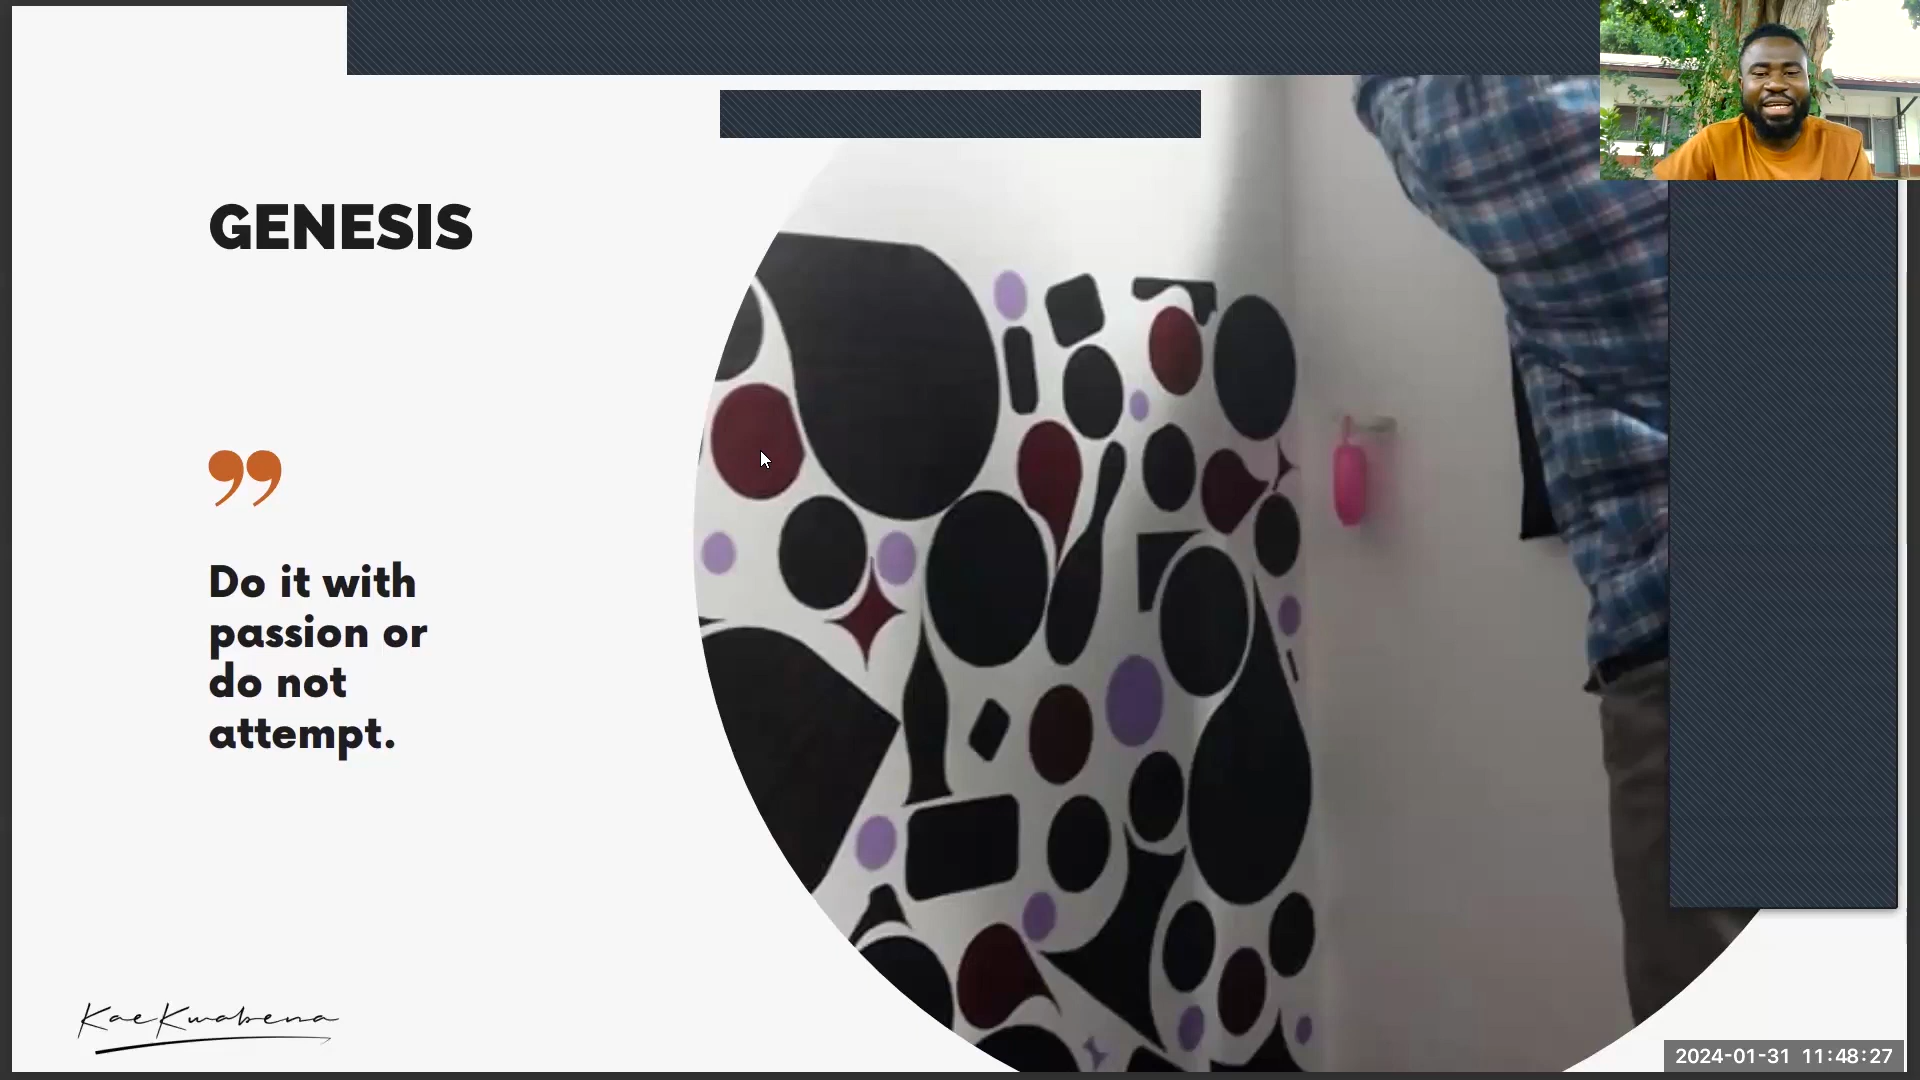 GENESIS
”
Do it with
passion or
do not
attempt.
KaeKwabena
2024-01-31 11:48:27